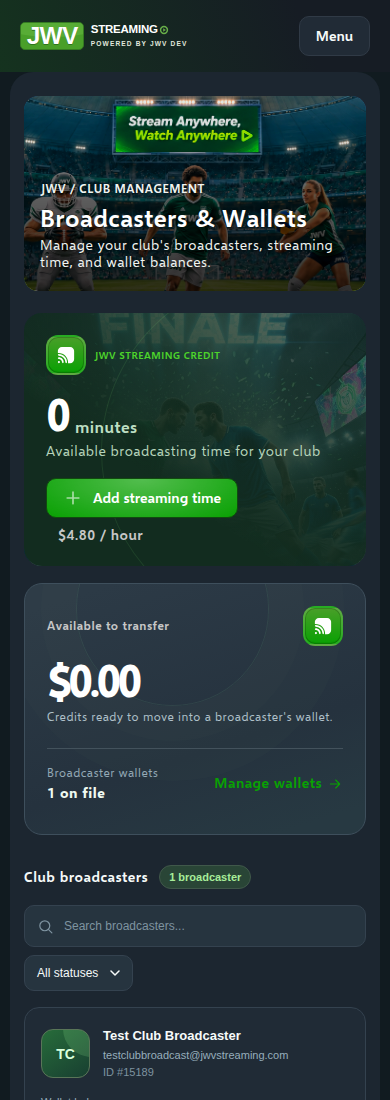 JWV STREAMING
POWERED BY JWV DEV
Menu
Stream Anywhere,
Watch Anywhere
JWV / CLUB MANAGEMENT
Broadcasters & Wallets
Manage your club's broadcasters, streaming
time, and wallet balances.
FINALE
JWV STREAMING CREDIT
0 minutes
Available broadcasting time for your club
+ Add streaming time
$4.80 / hour
Available to transfer
$0.00
Credits ready to move into a broadcaster's wallet.
Broadcaster wallets
1 on file
Manage wallets →
Club broadcasters
1 broadcaster
Search broadcasters...
All statuses
TC
Test Club Broadcaster
testclubbroadcast@jwvstreaming.com
ID #15189